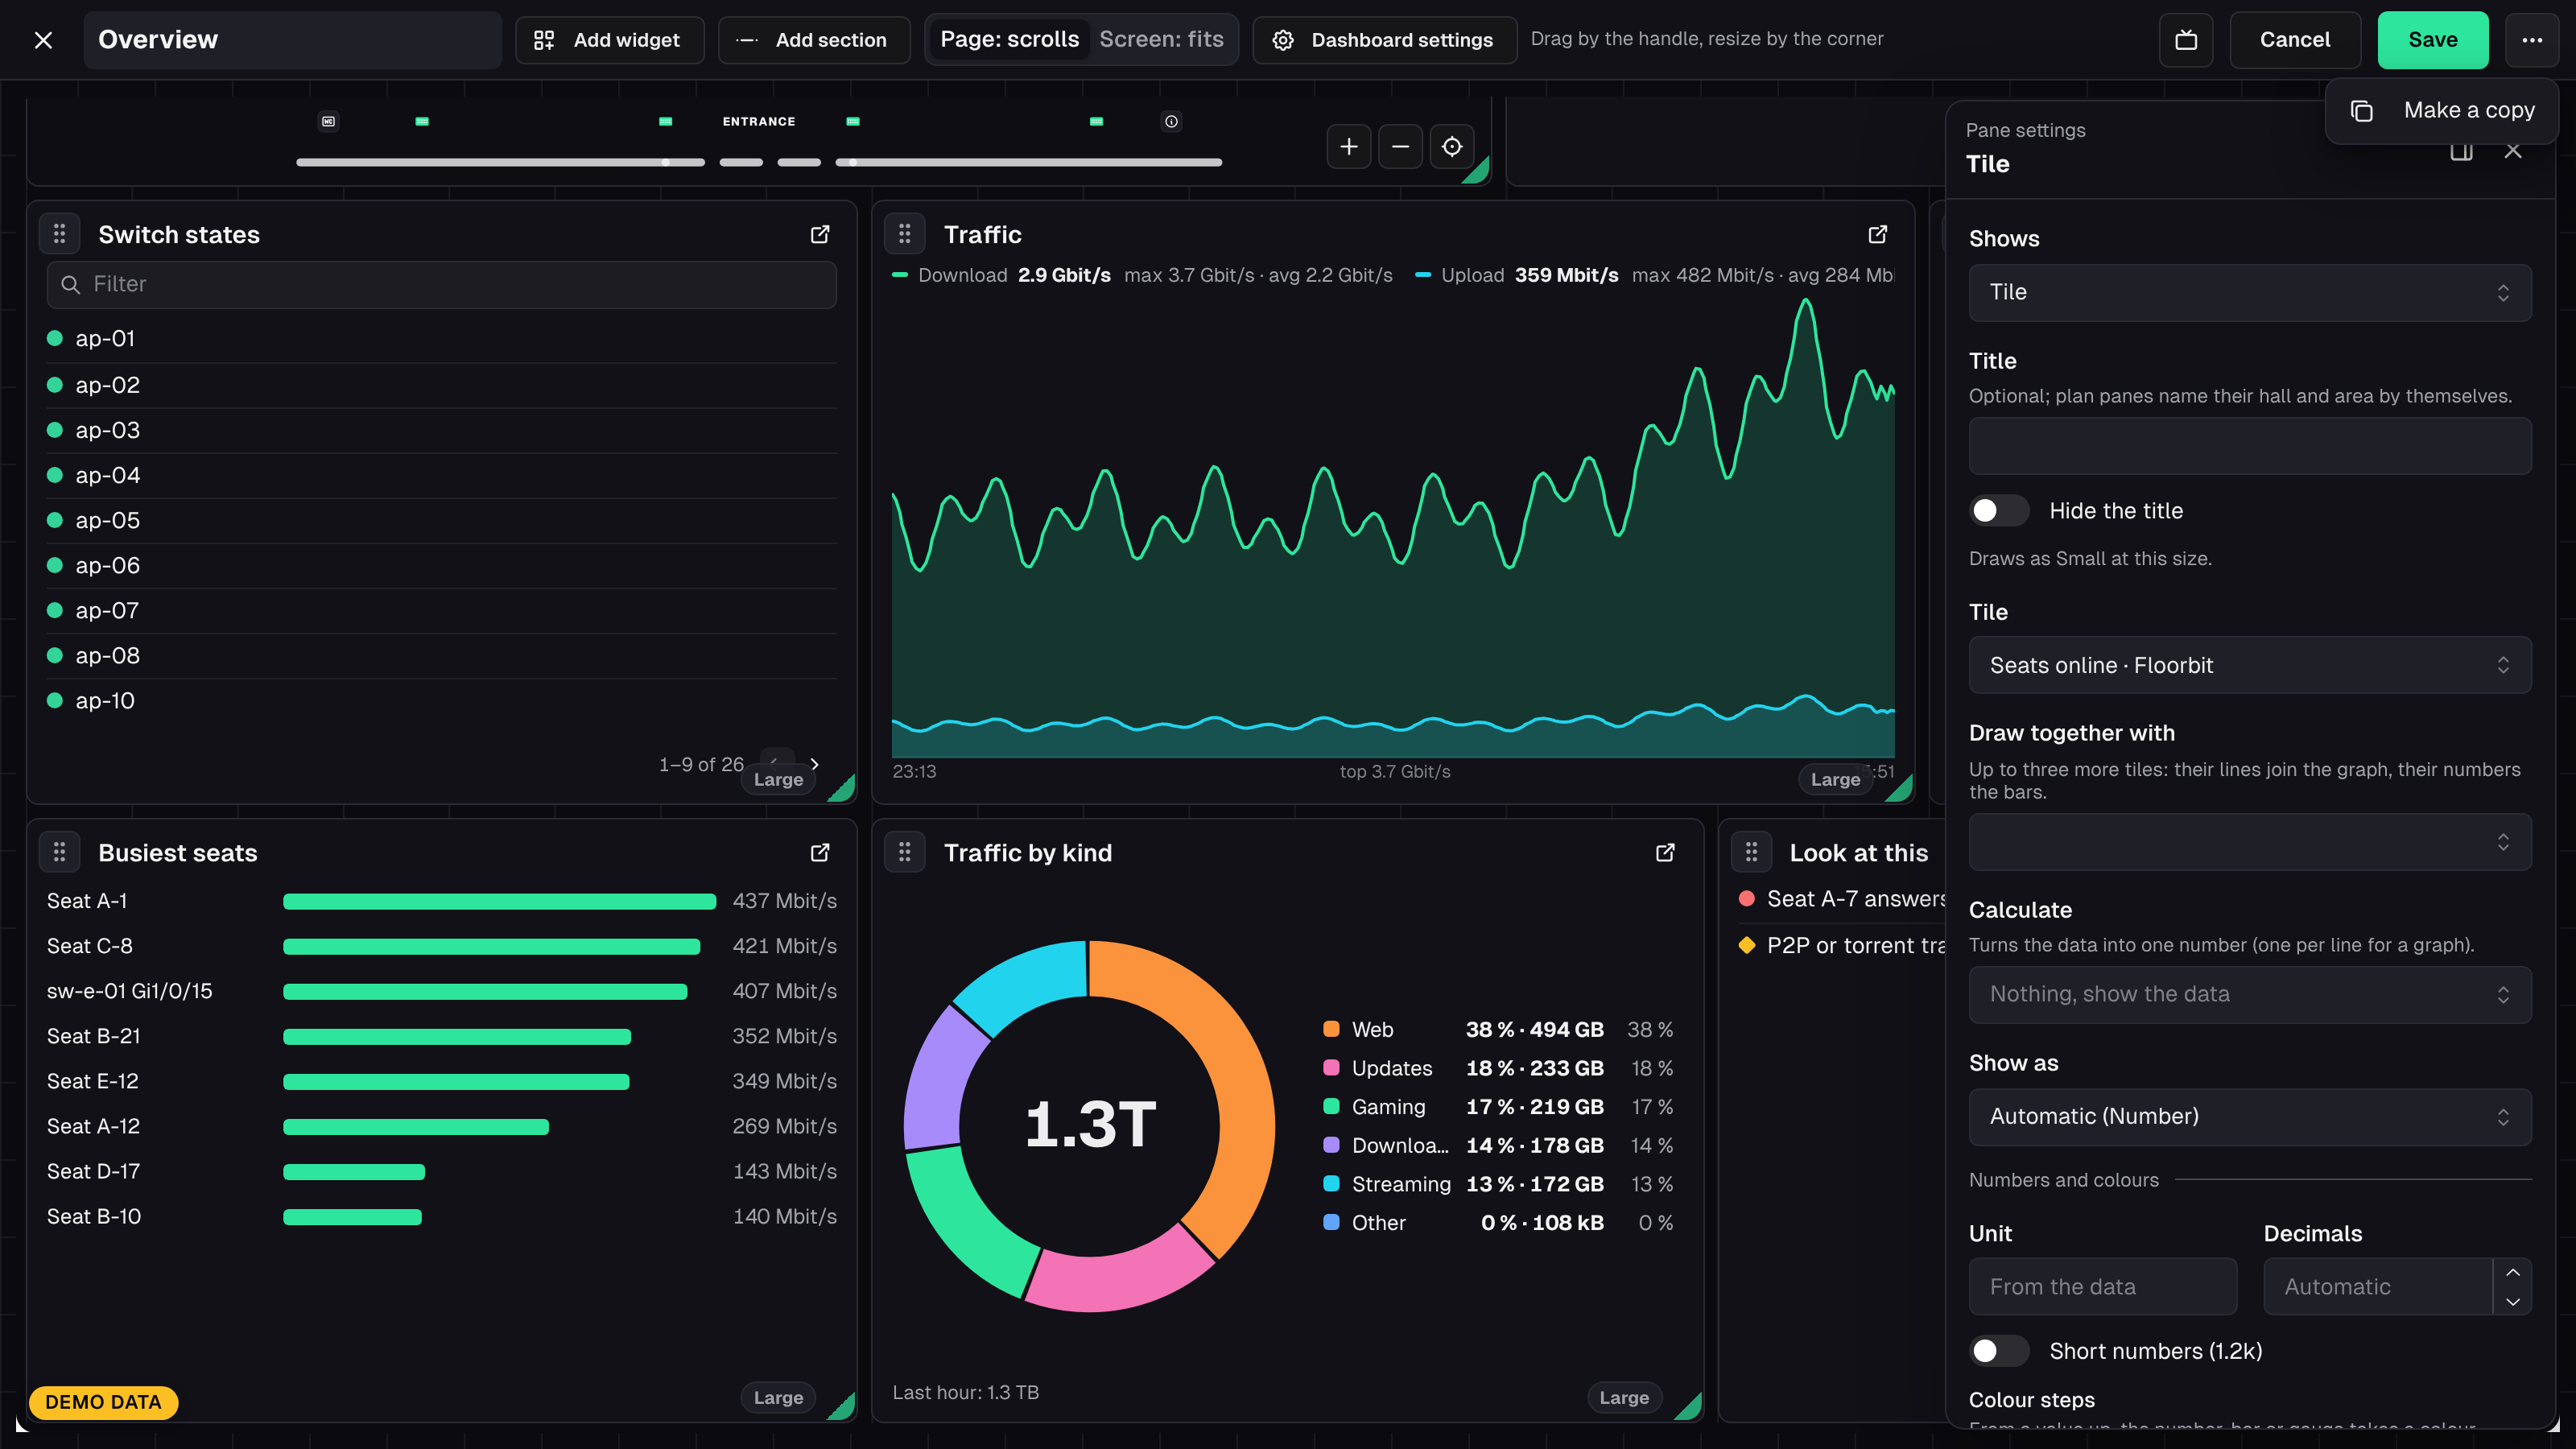 Overview
Add widget
Add section
Page: scrolls
Screen: fits
Dashboard settings
Drag by the handle, resize by the corner
Cancel
Save
Make a copy
WC
ENTRANCE
Pane settings
Tile
Switch states
Filter
ap-01
ap-02
ap-03
ap-04
ap-05
ap-06
ap-07
ap-08
ap-10
1–9 of 26
Large
Traffic
Download 2.9 Gbit/s max 3.7 Gbit/s · avg 2.2 Gbit/s
Upload 359 Mbit/s max 482 Mbit/s · avg 284 Mbi
23:13
top 3.7 Gbit/s
Large
5:51
Busiest seats
Seat A-1 437 Mbit/s
Seat C-8 421 Mbit/s
sw-e-01 Gi1/0/15 407 Mbit/s
Seat B-21 352 Mbit/s
Seat E-12 349 Mbit/s
Seat A-12 269 Mbit/s
Seat D-17 143 Mbit/s
Seat B-10 140 Mbit/s
DEMO DATA
Large
Traffic by kind
1.3T
Web 38 % · 494 GB 38 %
Updates 18 % · 233 GB 18 %
Gaming 17 % · 219 GB 17 %
Downloa... 14 % · 178 GB 14 %
Streaming 13 % · 172 GB 13 %
Other 0 % · 108 kB 0 %
Last hour: 1.3 TB
Large
Look at this
Seat A-7 answers
P2P or torrent tra
Shows
Tile
Title
Optional; plan panes name their hall and area by themselves.
Hide the title
Draws as Small at this size.
Tile
Seats online · Floorbit
Draw together with
Up to three more tiles: their lines join the graph, their numbers
the bars.
Calculate
Turns the data into one number (one per line for a graph).
Nothing, show the data
Show as
Automatic (Number)
Numbers and colours
Unit
Decimals
From the data
Automatic
Short numbers (1.2k)
Colour steps